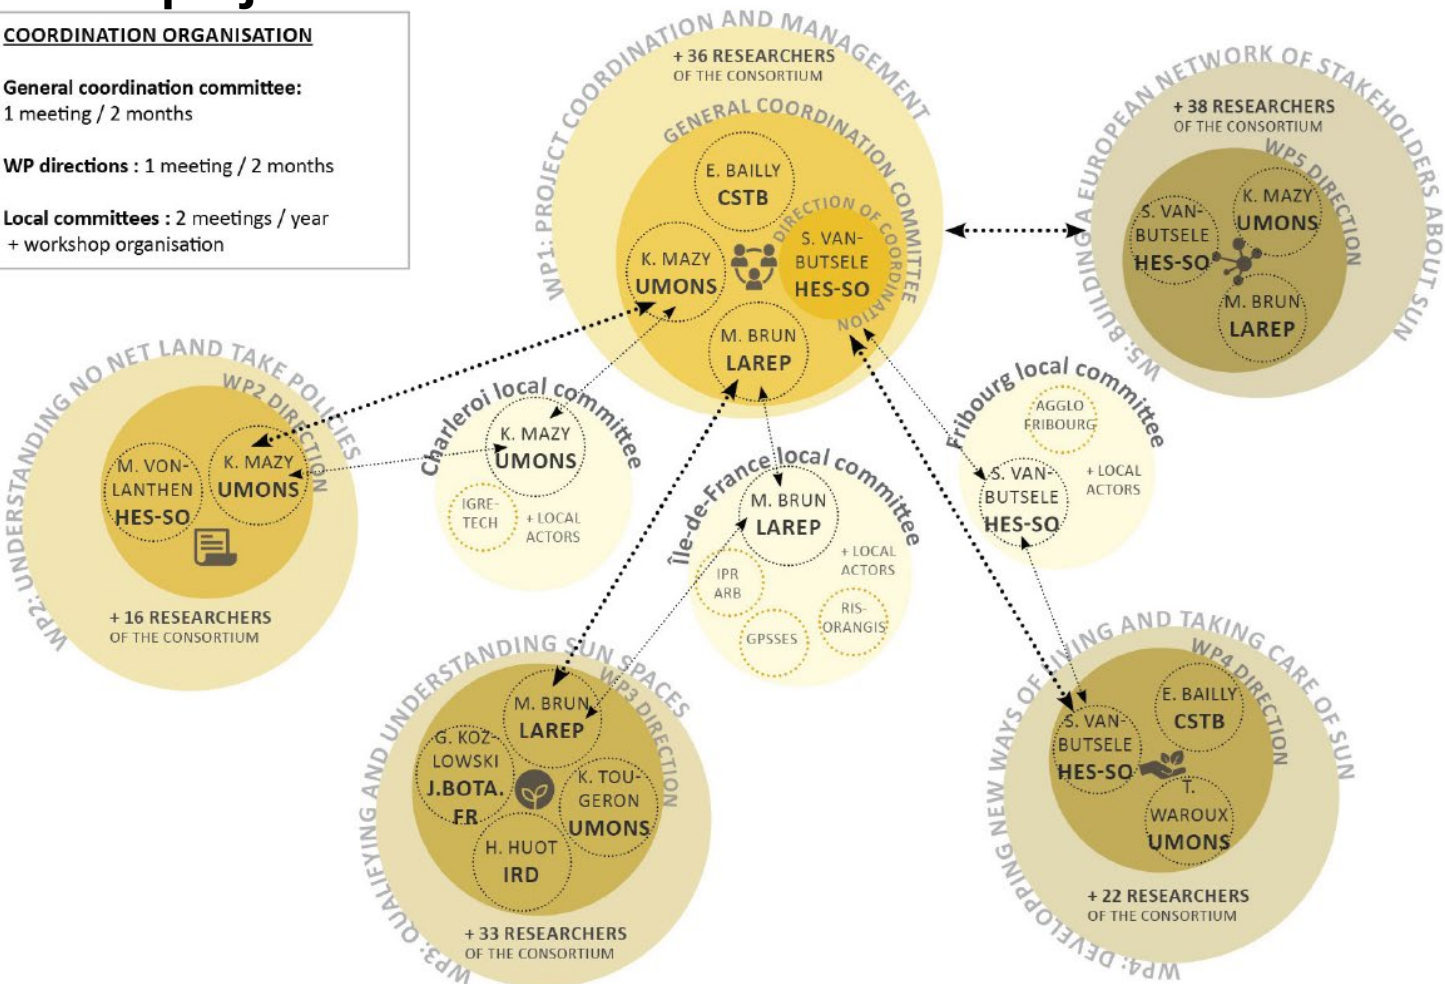 COORDINATION ORGANISATION
General coordination committee:
1 meeting / 2 months
WP directions : 1 meeting / 2 months
Local committees : 2 meetings / year
+ workshop organisation
WP1: PROJECT COORDINATION AND MANAGEMENT
+ 36 RESEARCHERS
OF THE CONSORTIUM
GENERAL COORDINATION COMMITTEE
E. BAILLY
CSTB
K. MAZY
UMONS
DIRECTION OF COORDINATION
S. VAN-
BUTSELE
HES-SO
M. BRUN
LAREP
WP5: BUILDING A EUROPEAN NETWORK OF STAKEHOLDERS ABOUT SUN
+ 38 RESEARCHERS
OF THE CONSORTIUM
WP5 DIRECTION
S. VAN-
BUTSELE
HES-SO
K. MAZY
UMONS
M. BRUN
LAREP
WP2: UNDERSTANDING NO NET LAND TAKE POLICIES
WP2 DIRECTION
M. VON-
LANTHEN
HES-SO
K. MAZY
UMONS
+ 16 RESEARCHERS
OF THE CONSORTIUM
Charleroi local committee
K. MAZY
UMONS
IGRE-
TECH
+ LOCAL
ACTORS
Île-de-France local committee
M. BRUN
LAREP
+ LOCAL
ACTORS
IPR
ARB
GPSSES
RIS-
ORANGIS
Fribourg local committee
AGGLO
FRIBOURG
S. VAN-
BUTSELE
HES-SO
+ LOCAL
ACTORS
WP3: QUALIFYING AND UNDERSTANDING SUN SPACES
WP3 DIRECTION
M. BRUN
LAREP
G. KOZ-
LOWSKI
J.BOTA.
FR
K. TOU-
GERON
UMONS
H. HUOT
IRD
+ 33 RESEARCHERS
OF THE CONSORTIUM
WP4: DEVELOPPING NEW WAYS OF LIVING AND TAKING CARE OF SUN
WP4 DIRECTION
E. BAILLY
CSTB
S. VAN-
BUTSELE
HES-SO
T.
WAROUX
UMONS
+ 22 RESEARCHERS
OF THE CONSORTIUM